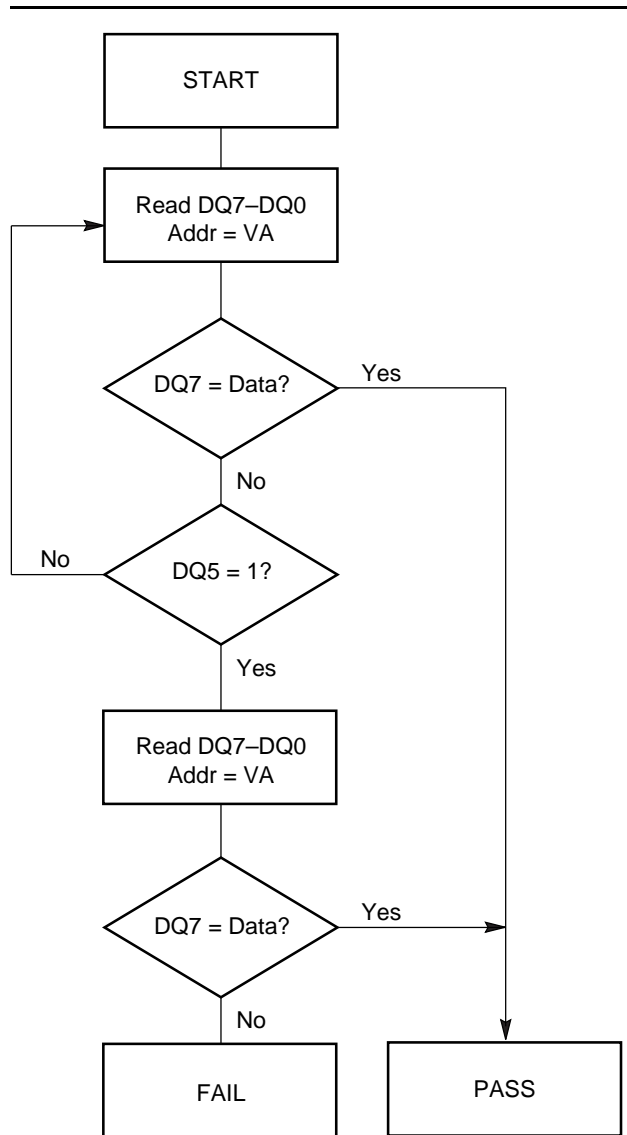 START
Read DQ7–DQ0
Addr = VA
DQ7 = Data?
Yes
No
DQ5 = 1?
No
Yes
Read DQ7–DQ0
Addr = VA
DQ7 = Data?
Yes
No
FAIL
PASS